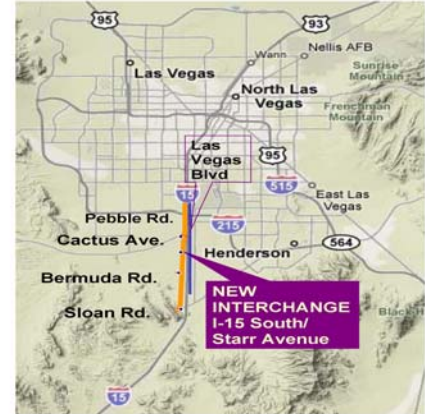 95
93
Nellis AFB
Wann
Las Vegas
Sunrise
Mountain
North Las
Vegas
Frenchman
Mountain
Las
Vegas
Blvd
95
15
515
East Las
Vegas
Pebble Rd.
215
Cactus Ave.
Henderson
564
Bermuda Rd.
NEW
INTERCHANGE
I-15 South/
Starr Avenue
Sloan Rd.
Black H
15